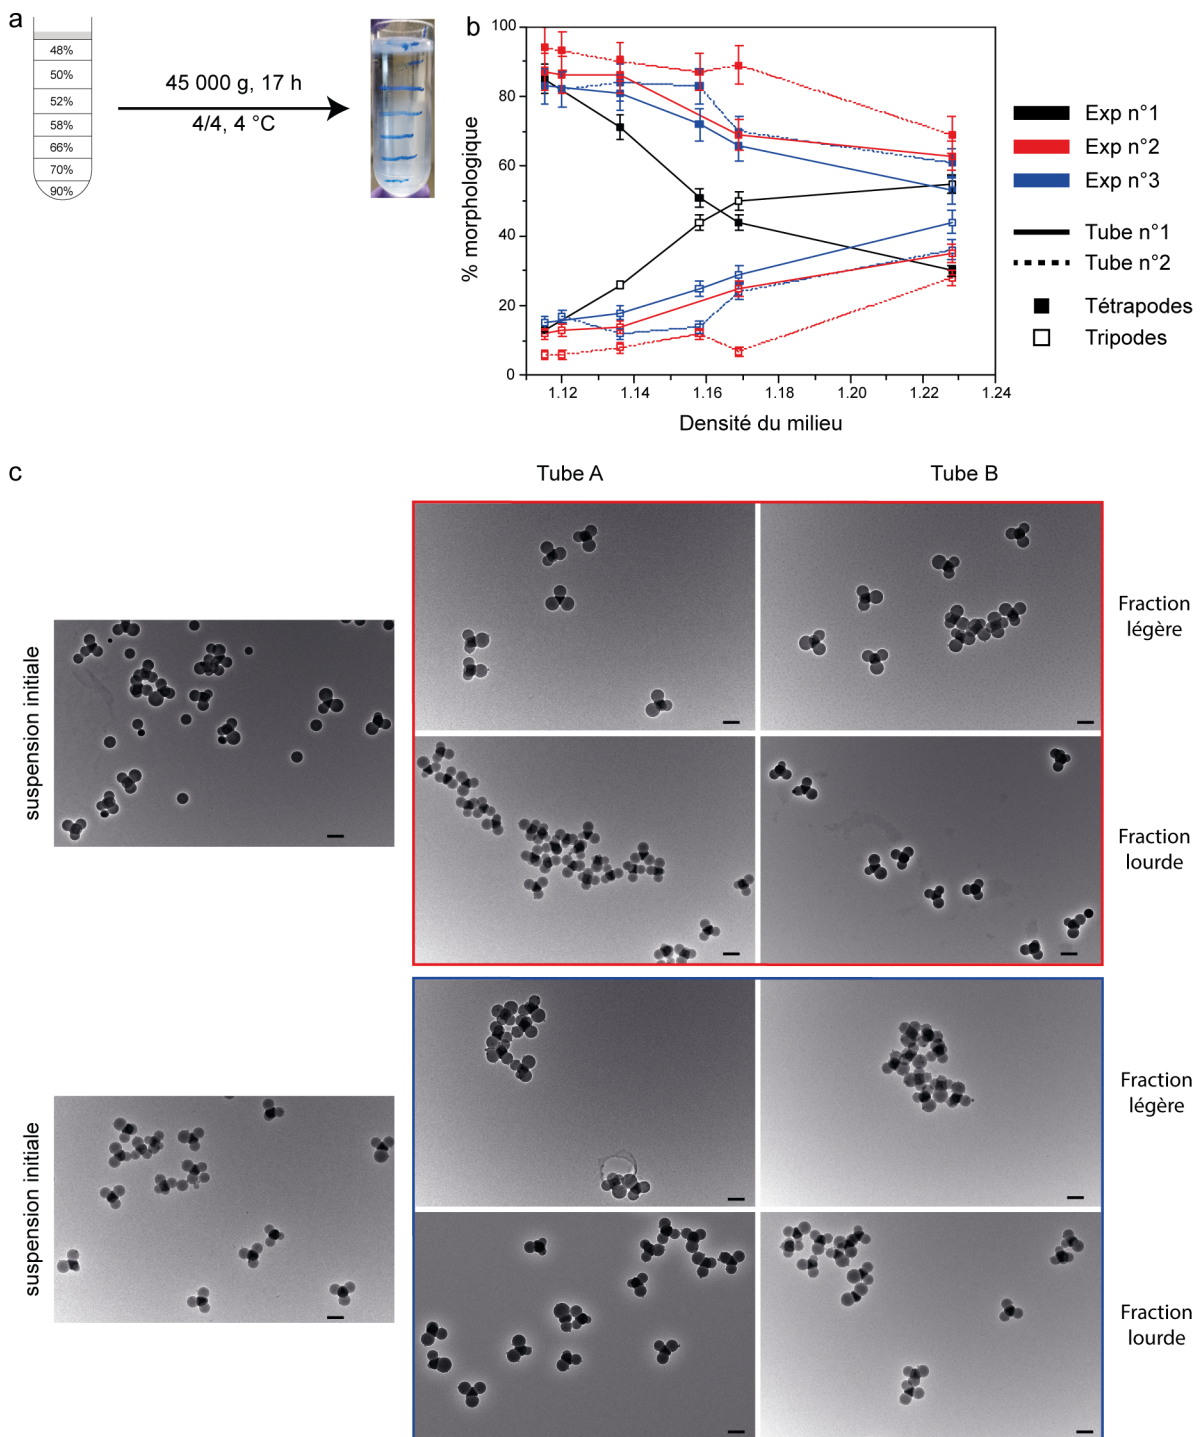 a
48%
50%
52%
58%
66%
70%
90%
45 000 g, 17 h
4/4, 4 °C
b
% morphologique
100
80
60
40
20
0
1.12
1.14
1.16
1.18
1.20
1.22
1.24
Densité du milieu
Exp n°1
Exp n°2
Exp n°3
Tube n°1
Tube n°2
Tétrapodes
Tripodes
c
Tube A
Tube B
suspension initiale
Fraction
légère
Fraction
lourde
suspension initiale
Fraction
légère
Fraction
lourde